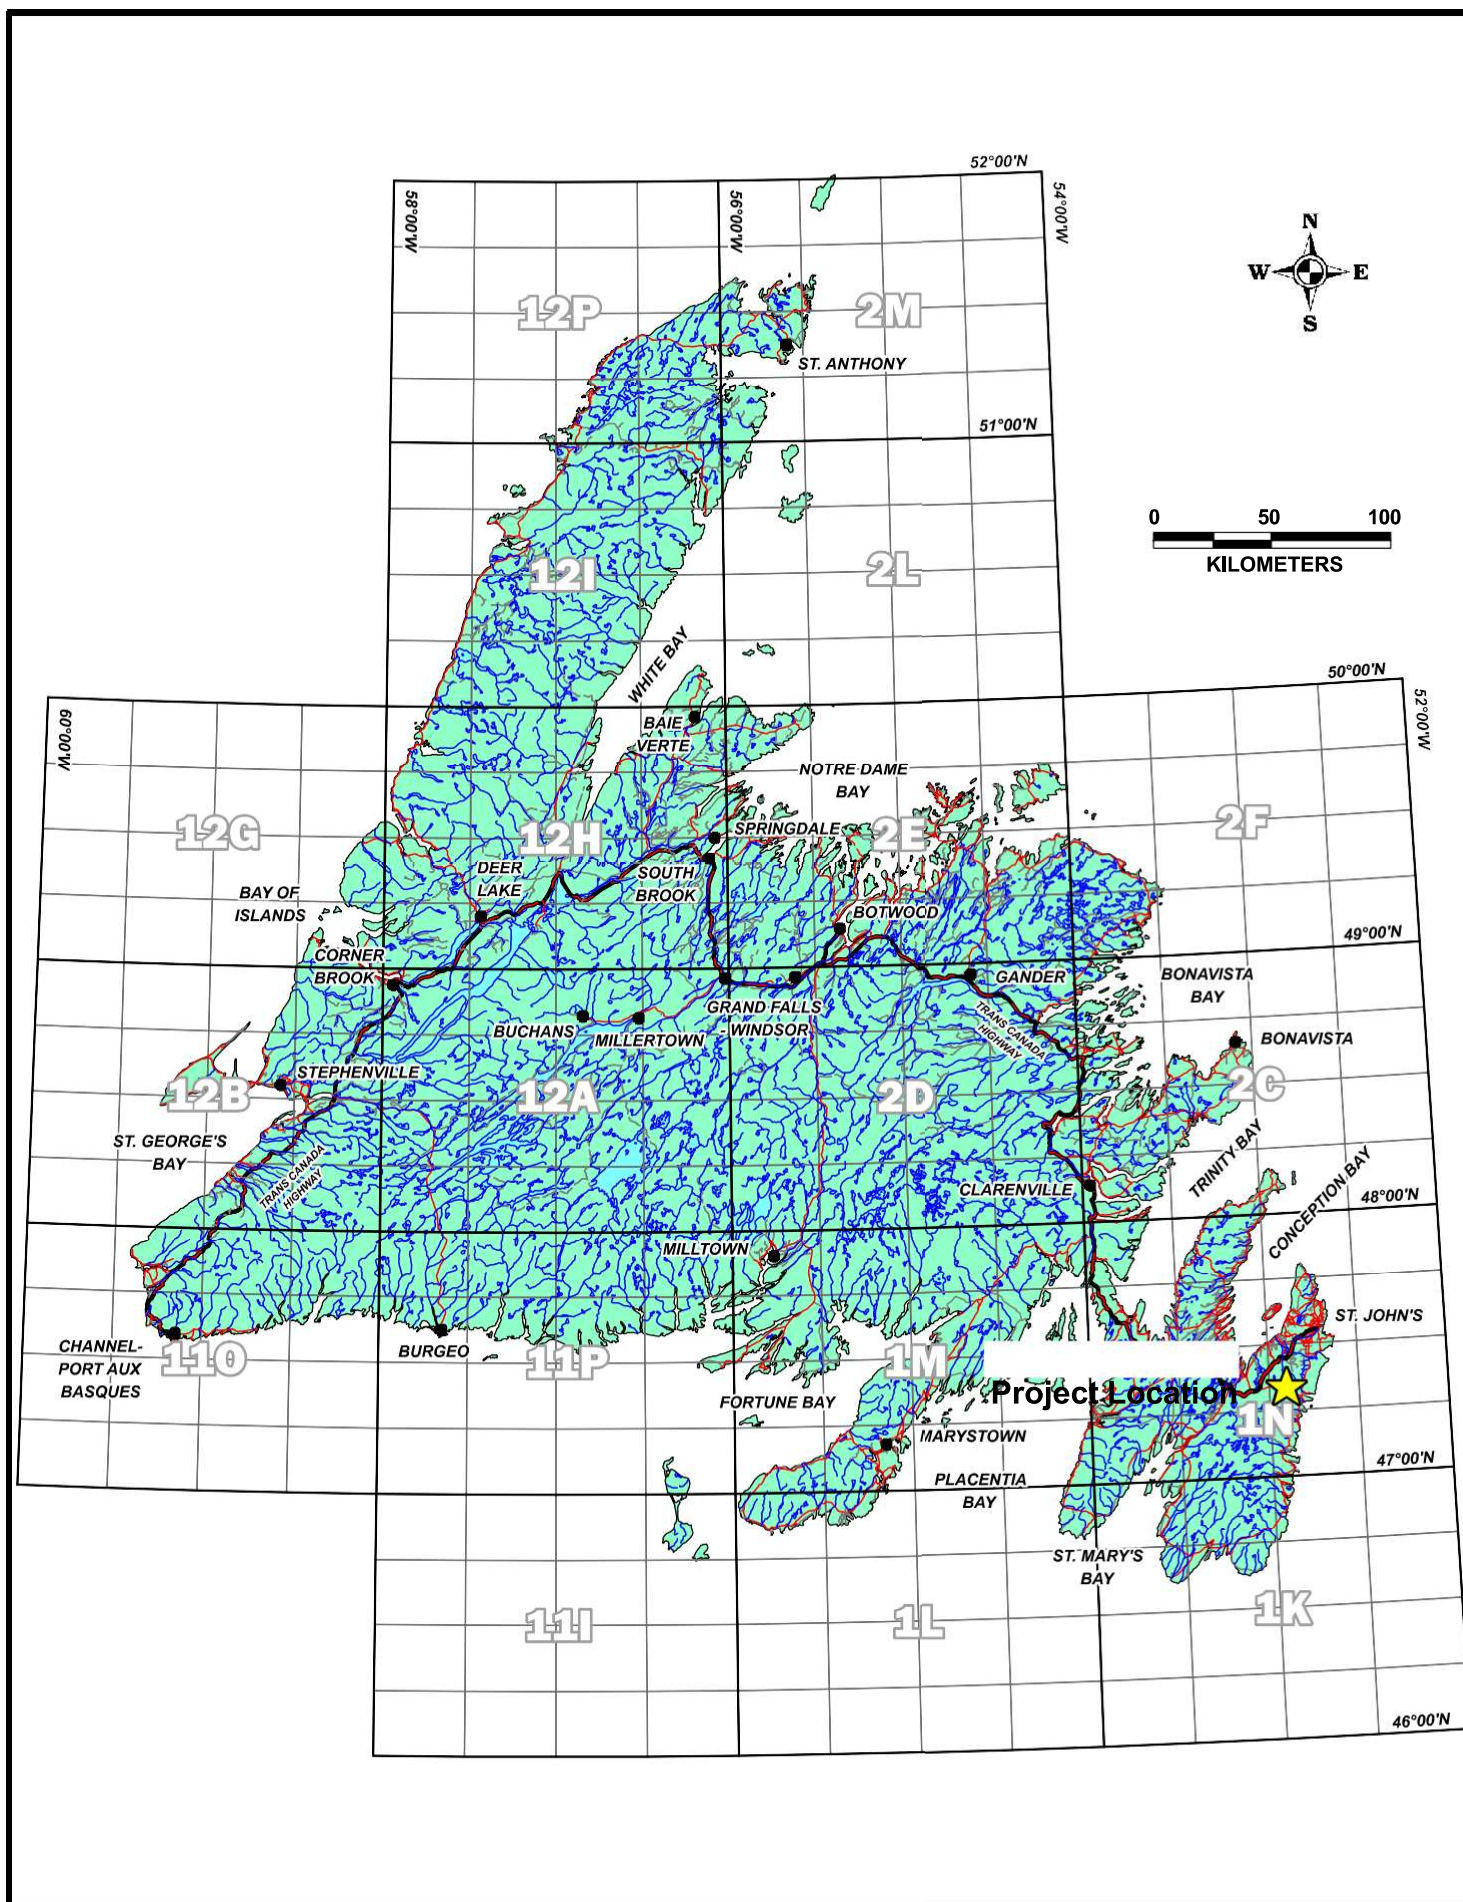 52°00'N
58°00'W
56°00'W
54°00'W
N
W E
S
12P
2M
ST. ANTHONY
51°00'N
0 50 100
KILOMETERS
12I
2L
WHITE BAY
50°00'N
60°00'W
52°00'W
BAIE
VERTE
NOTRE DAME
BAY
12G
12H
SPRINGDALE
2E
2F
DEER
LAKE
SOUTH
BROOK
BAY OF
ISLANDS
BOTWOOD
49°00'N
CORNER
BROOK
GANDER
BONAVISTA
BAY
BUCHANS
MILLERTOWN
GRAND FALLS
- WINDSOR
TRANS CANADA
HIGHWAY
BONAVISTA
STEPHENVILLE
12B
12A
2D
2C
ST. GEORGE'S
BAY
TRANS CANADA
HIGHWAY
TRINITY BAY
CONCEPTION BAY
CLARENVILLE
48°00'N
MILLTOWN
ST. JOHN'S
CHANNEL-
PORT AUX
BASQUES
11O
BURGEO
11P
1M
Project Location
FORTUNE BAY
1N
MARYSTOWN
47°00'N
PLACENTIA
BAY
ST. MARY'S
BAY
11I
1L
1K
46°00'N